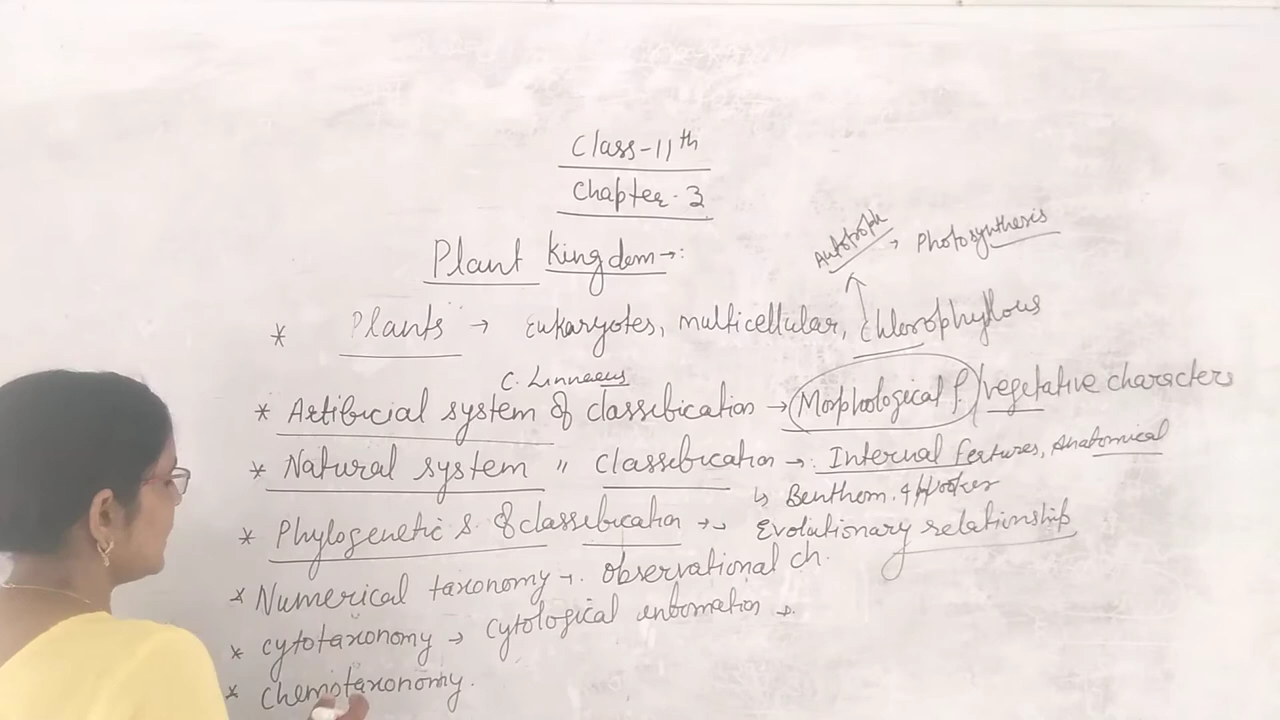 Class-11th
Chapter-3
Plant Kingdom→:
Autotroph → Photosynthesis
* Plants → Eukaryotes, multicellular, Chlorophyllous
C. Linnaeus
* Artificial system of classification → Morphological f./vegetative characters
* Natural system " classification → Internal features, Anatomical
↳ Benthom. & Hooker
* Phylogenetic s. of classification → Evolutionary relationship
* Numerical taxonomy → Observational ch.
* cytotaxonomy → cytological information →
* chemotaxonomy.